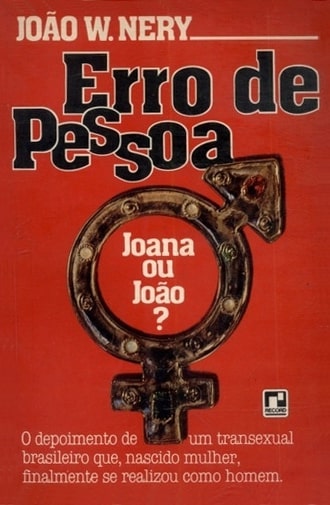 JOÃO W. NERY
Erro de
Pessoa
Joana
ou
João
?
RECORD
O depoimento de um transexual
brasileiro que, nascido mulher,
finalmente se realizou como homem.